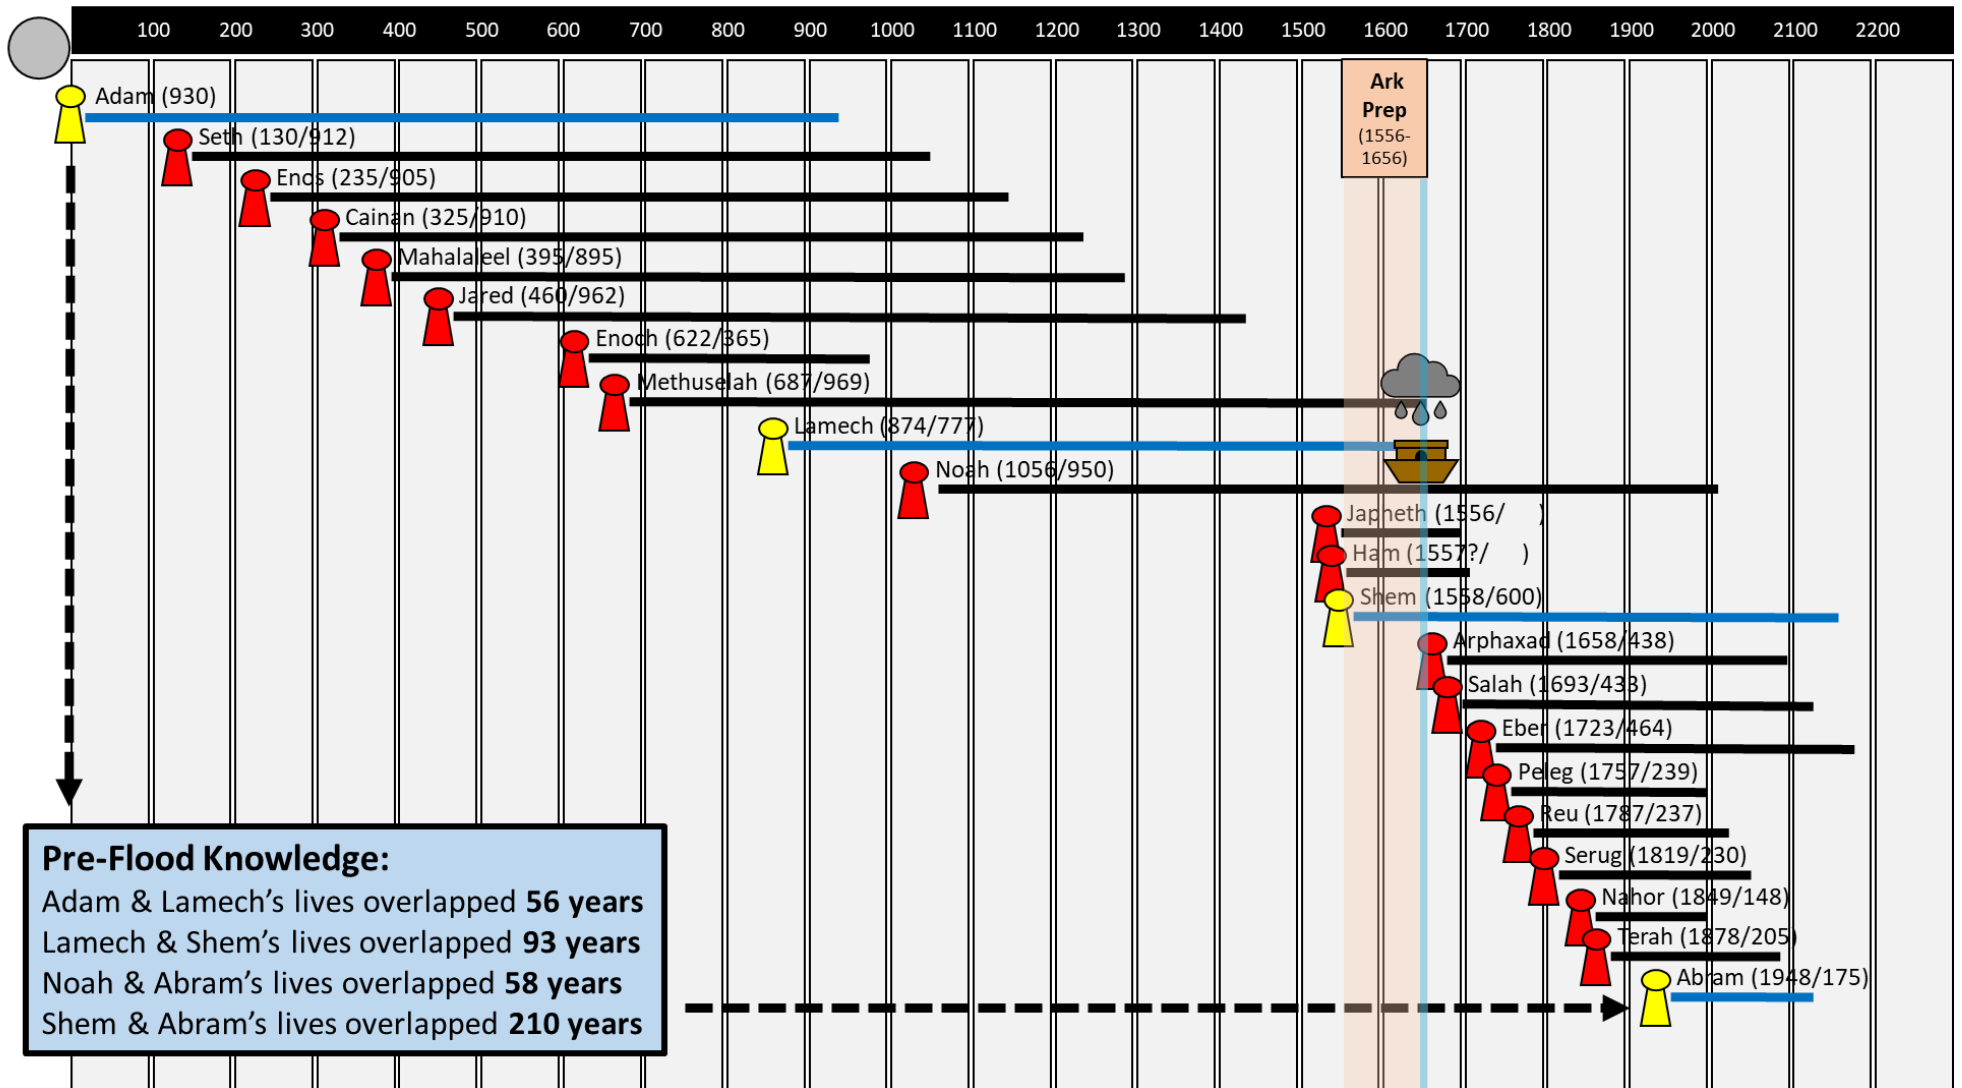 100 200 300 400 500 600 700 800 900 1000 1100 1200 1300 1400 1500 1600 1700 1800 1900 2000 2100 2200
Ark
Prep
(1556-
1656)
Adam (930)
Seth (130/912)
Enos (235/905)
Cainan (325/910)
Mahalaleel (395/895)
Jared (460/962)
Enoch (622/365)
Methuselah (687/969)
Lamech (874/777)
Noah (1056/950)
Japheth (1556/ )
Ham (1557?/ )
Shem (1558/600)
Arphaxad (1658/438)
Salah (1693/433)
Eber (1723/464)
Peleg (1757/239)
Reu (1787/237)
Serug (1819/230)
Nahor (1849/148)
Terah (1878/205)
Abram (1948/175)
Pre-Flood Knowledge:
Adam & Lamech’s lives overlapped 56 years
Lamech & Shem’s lives overlapped 93 years
Noah & Abram’s lives overlapped 58 years
Shem & Abram’s lives overlapped 210 years